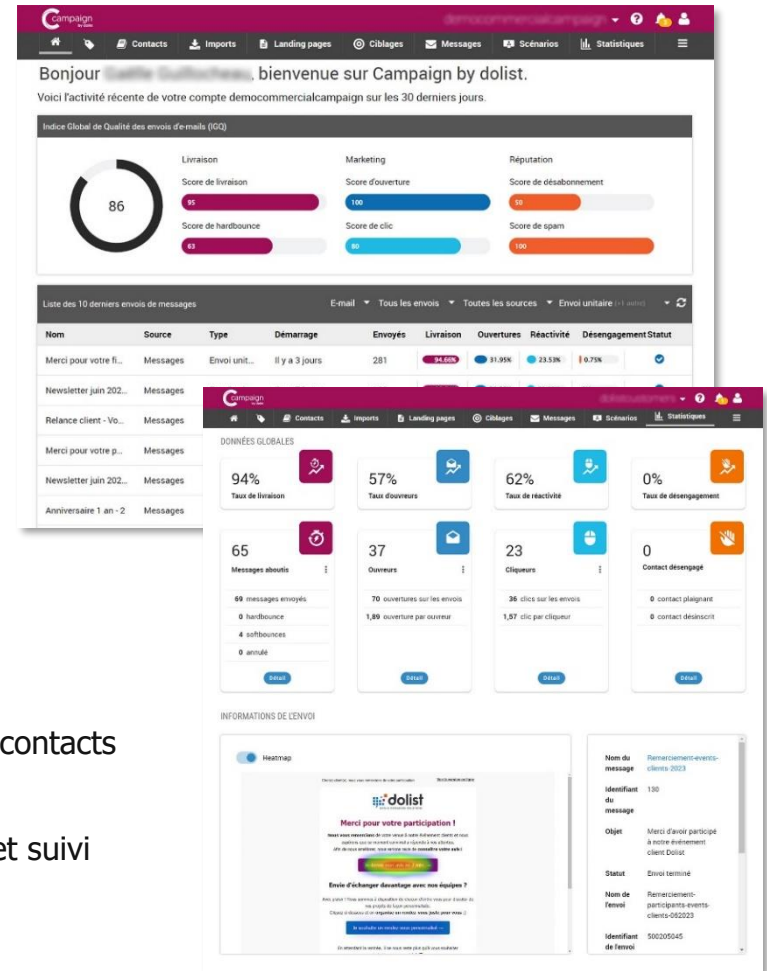 Campaign
by dolist
Contacts Imports Landing pages Ciblages Messages Scénarios Statistiques
Bonjour , bienvenue sur Campaign by dolist.
Voici l'activité récente de votre compte democommercialcampaign sur les 30 derniers jours.
Indice Global de Qualité des envois d'e-mails (IGQ)
86
Livraison
Score de livraison
95
Score de hardbounce
63
Marketing
Score d'ouverture
100
Score de clic
80
Réputation
Score de désabonnement
50
Score de spam
100
Liste des 10 derniers envois de messages E-mail Tous les envois Toutes les sources Envoi unitaire (+1 autre)
Nom Source Type Démarrage Envoyés Livraison Ouvertures Réactivité Désengagement Statut
Merci pour votre fi... Messages Envoi unit... Il y a 3 jours 281 94.66% 31.95% 23.53% 0.75%
Newsletter juin 202... Messages
Relance client - Vo... Messages
Merci pour votre p... Messages
Newsletter juin 202... Messages
Anniversaire 1 an - 2 Messages
Campaign
by dolist
Contacts Imports Landing pages Ciblages Messages Scénarios Statistiques
DONNÉES GLOBALES
94%
Taux de livraison
57%
Taux d'ouvreurs
62%
Taux de réactivité
0%
Taux de désengagement
65
Messages aboutis
69 messages envoyés
0 hardbounce
4 softbounces
0 annulé
Détail
37
Ouvreurs
70 ouvertures sur les envois
1,89 ouverture par ouvreur
Détail
23
Cliqueurs
36 clics sur les envois
1,57 clic par cliqueur
Détail
0
Contact désengagé
0 contact plaignant
0 contact désinscrit
Détail
INFORMATIONS DE L'ENVOI
Heatmap
dolist
Merci pour votre participation !
Envie d'échanger davantage avec nos équipes ?
Nom du message Remerciement-events-clients-2023
Identifiant du message 130
Objet Merci d'avoir participé à notre événement client Dolist
Statut Envoi terminé
Nom de l'envoi Remerciement-participants-events-clients-062023
Identifiant de l'envoi 500205045
contacts
et suivi